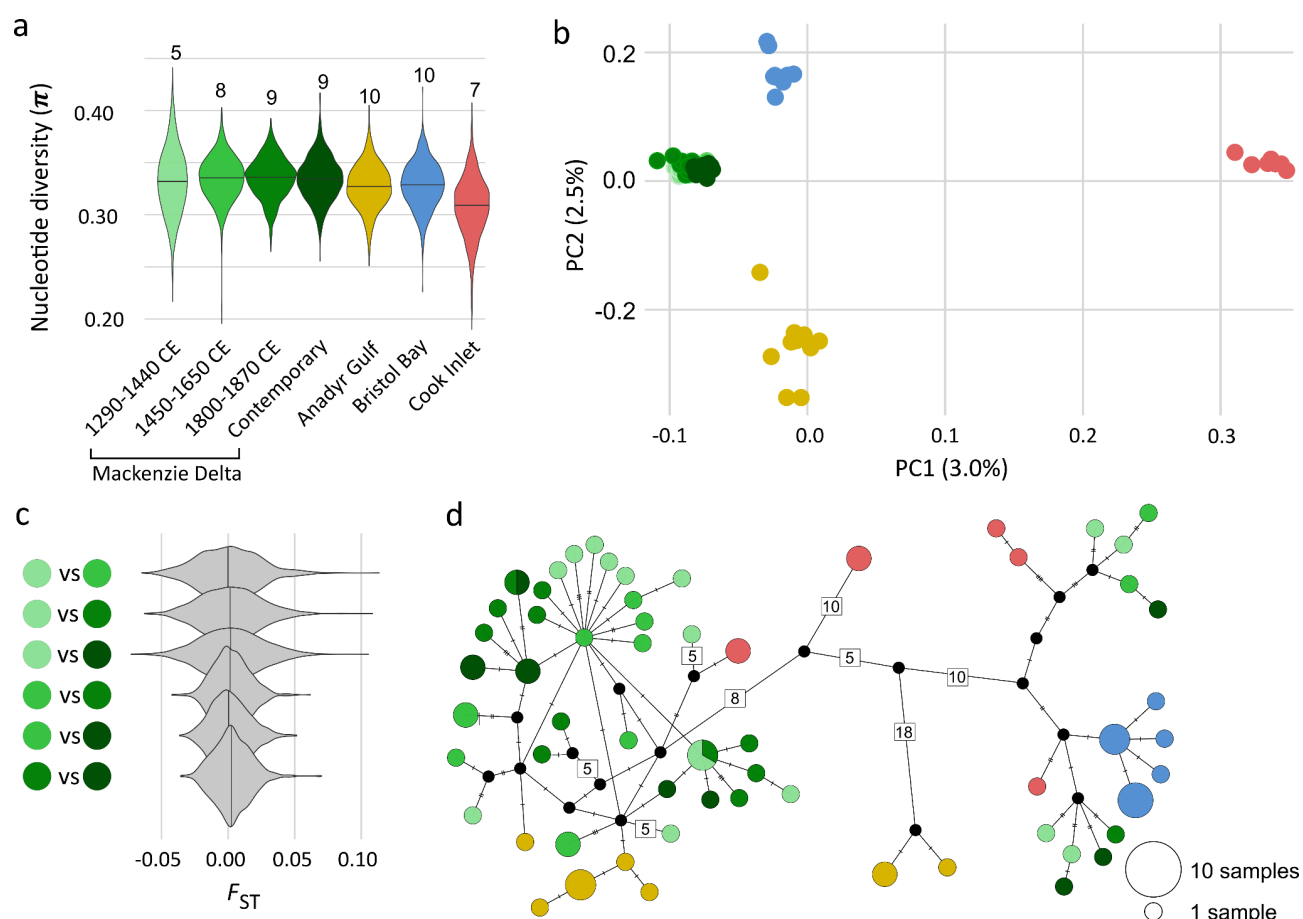 a
Nucleotide diversity (π)
0.40
0.30
0.20
5
8
9
9
10
10
7
1290-1440 CE
1450-1650 CE
1800-1870 CE
Contemporary
Anadyr Gulf
Bristol Bay
Cook Inlet
Mackenzie Delta
b
PC2 (2.5%)
0.2
0.0
-0.2
-0.1
0.0
0.1
0.2
0.3
PC1 (3.0%)
c
vs
vs
vs
vs
vs
vs
-0.05
0.00
0.05
0.10
FST
d
10
5
5
10
8
18
5
5
10 samples
1 sample